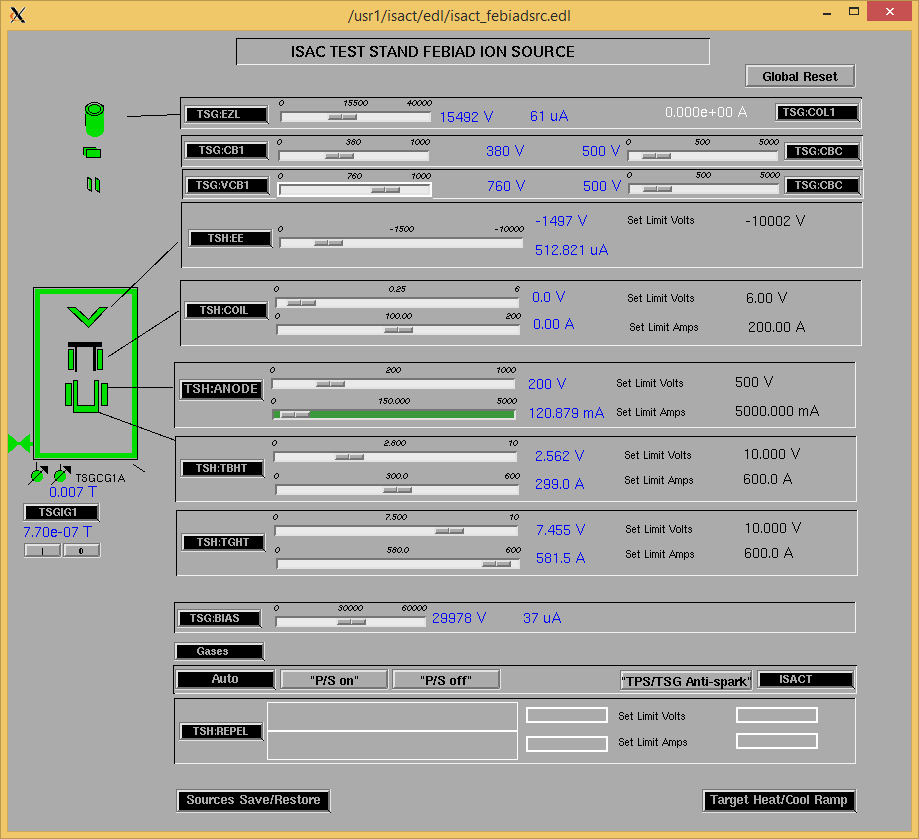 /usr1/isact/edl/isact_febiadsrc.edl
ISAC TEST STAND FEBIAD ION SOURCE
Global Reset
TSG:EZL 0 15500 40000 15492 V 61 uA 0.000e+00 A TSG:COL1
TSG:CB1 0 380 1000 380 V 500 V 0 500 5000 TSG:CBC
TSG:VCB1 0 760 1000 760 V 500 V 0 500 5000 TSG:CBC
TSH:EE 0 -1500 -10000 -1497 V Set Limit Volts -10002 V
512.821 uA
TSH:COIL 0 0.25 6 0.0 V Set Limit Volts 6.00 V
0 100.00 200 0.00 A Set Limit Amps 200.00 A
TSH:ANODE 0 200 1000 200 V Set Limit Volts 500 V
0 150.000 5000 120.879 mA Set Limit Amps 5000.000 mA
TSH:TBHT 0 2.600 10 2.562 V Set Limit Volts 10.000 V
0 300.0 600 299.0 A Set Limit Amps 600.0 A
TSGCG1A
0.007 T
TSGIG1
7.70e-07 T
I 0
TSH:TGHT 0 7.500 10 7.455 V Set Limit Volts 10.000 V
0 580.0 600 581.5 A Set Limit Amps 600.0 A
TSG:BIAS 0 30000 60000 29978 V 37 uA
Gases
Auto "P/S on" "P/S off" "TPS/TSG Anti-spark" ISACT
TSH:REPEL Set Limit Volts
Set Limit Amps
Sources Save/Restore Target Heat/Cool Ramp